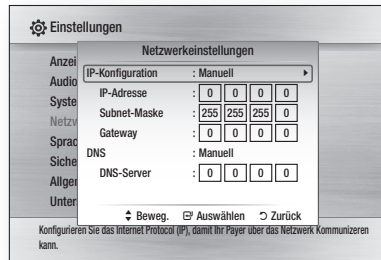 Einstellungen
Netzwerkeinstellungen
Anzei
Audio
Syste
Netzw
Sprac
Siche
Allger
Unter
IP-Konfiguration : Manuell
IP-Adresse : 0 0 0 0
Subnet-Maske : 255 255 255 0
Gateway : 0 0 0 0
DNS : Manuell
DNS-Server : 0 0 0 0
Beweg. Auswählen Zurück
Konfigurieren Sie das Internet Protocol (IP), damit Ihr Payer über das Netzwerk Kommunizeren
kann.